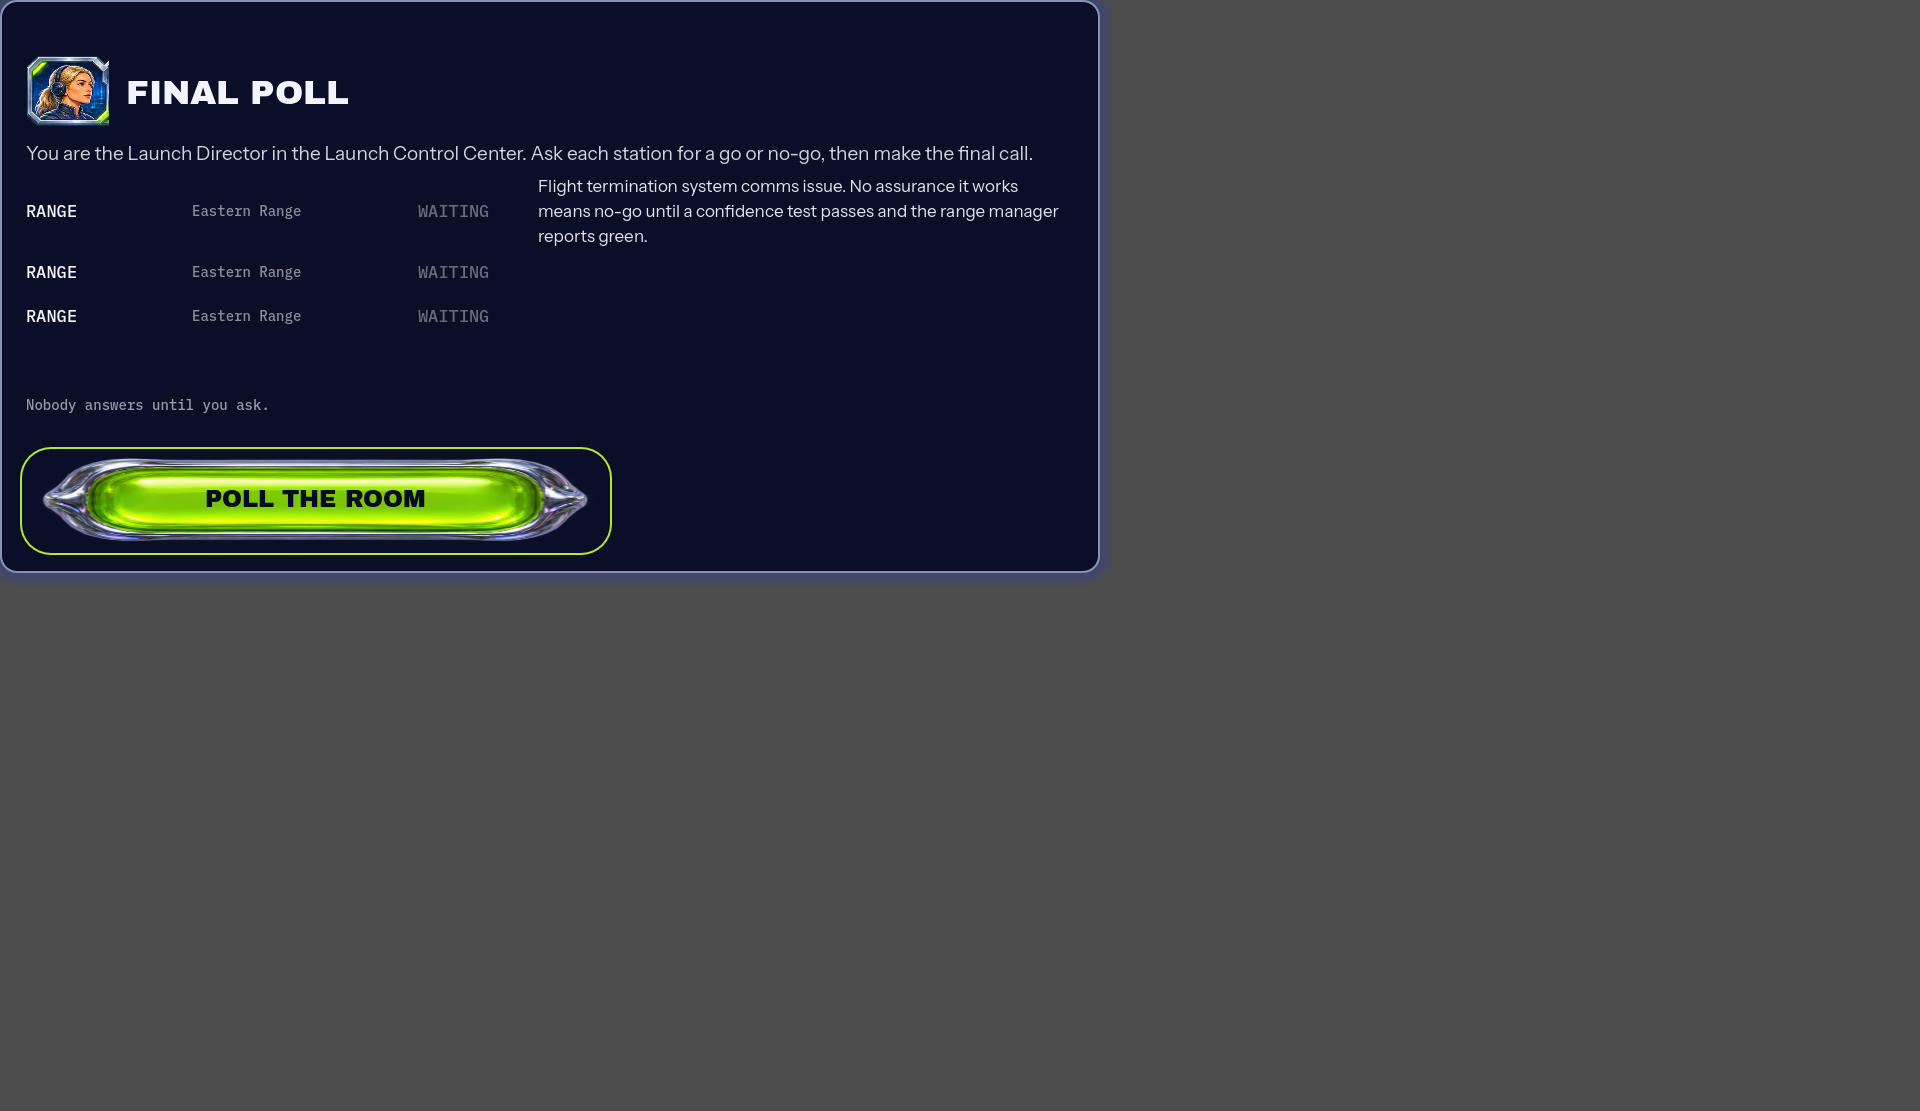 FINAL POLL
You are the Launch Director in the Launch Control Center. Ask each station for a go or no-go, then make the final call.
RANGE Eastern Range WAITING
Flight termination system comms issue. No assurance it works
means no-go until a confidence test passes and the range manager
reports green.
RANGE Eastern Range WAITING
RANGE Eastern Range WAITING
Nobody answers until you ask.
POLL THE ROOM